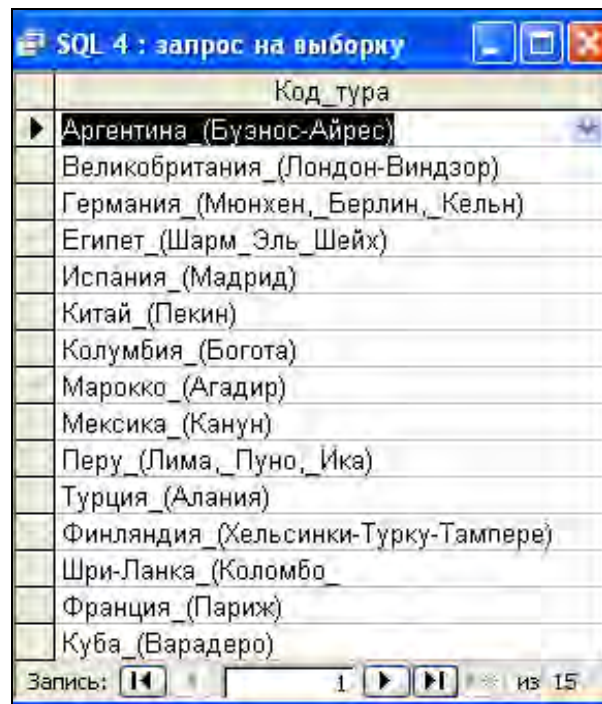 SQL 4 : запрос на выборку
Код_тура
Аргентина_(Буэнос-Айрес)
Великобритания_(Лондон-Виндзор)
Германия_(Мюнхен,_Берлин,_Кельн)
Египет_(Шарм_Эль_Шейх)
Испания_(Мадрид)
Китай_(Пекин)
Колумбия_(Богота)
Марокко_(Агадир)
Мексика_(Канун)
Перу_(Лима,_Пуно,_Ика)
Турция_(Алания)
Финляндия_(Хельсинки-Турку-Тампере)
Шри-Ланка_(Коломбо_
Франция_(Париж)
Куба_(Варадеро)
Запись: 1 из 15